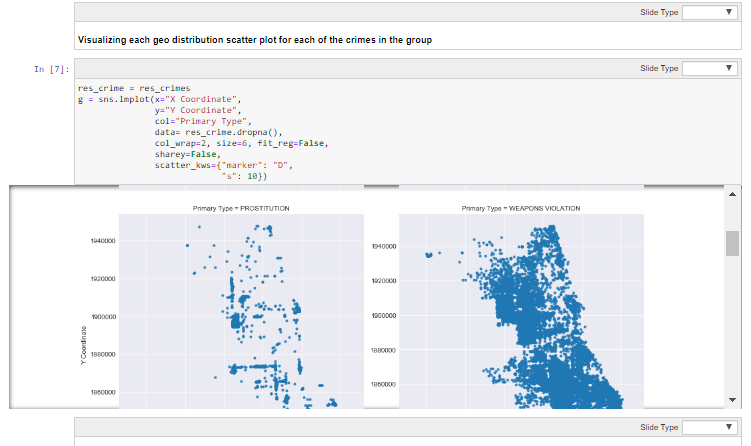 Slide Type
Visualizing each geo distribution scatter plot for each of the crimes in the group
In [7]:
Slide Type
res_crime = res_crimes
g = sns.lmplot(x="X Coordinate",
y="Y Coordinate",
col="Primary Type",
data= res_crime.dropna(),
col_wrap=2, size=6, fit_reg=False,
sharey=False,
scatter_kws={"marker": "D",
"s": 10})
Primary Type = PROSTITUTION
1940000
1920000
1900000
1880000
1860000
Y Coordinate
Primary Type = WEAPONS VIOLATION
1940000
1920000
1900000
1880000
1860000
Slide Type